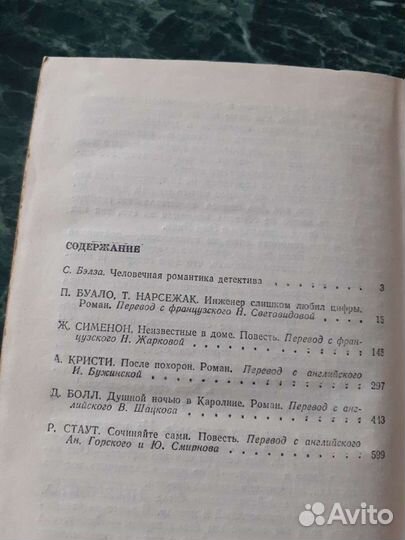 СОДЕРЖАНИЕ
С. Бэлза. Человечная романтика детектива . . . . . . . 3
П. БУАЛО, Т. НАРСЕЖАК. Инженер слишком любил цифры.
Роман. Перевод с французского Н. Световидовой . . . . 15
Ж. СИМЕНОН. Неизвестные в доме. Повесть. Перевод с фран-
цузского Н. Жарковой . . . . . . . . . . . 145
А. КРИСТИ. После похорон. Роман. Перевод с английского
И. Бужинской . . . . . . . . . . . . . 297
Д. БОЛЛ. Душной ночью в Каролине. Роман. Перевод с анг-
лийского В. Шацкова . . . . . . . . . . . 443
Р. СТАУТ. Сочиняйте сами. Повесть. Перевод с английского
Ан. Горского и Ю. Смирнова . . . . . . . . . 599
Avito